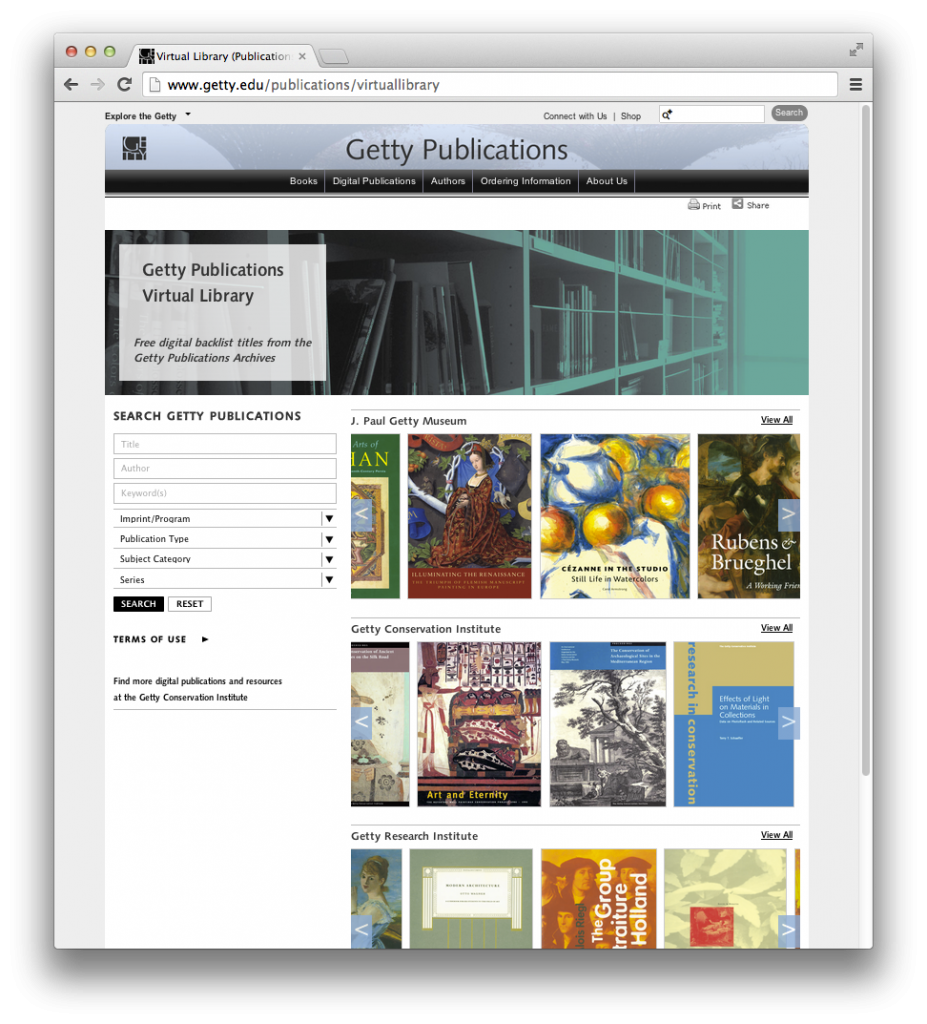 Virtual Library (Publication
www.getty.edu/publications/virtuallibrary
Explore the Getty
Connect with Us | Shop
Search
GETTY
Getty Publications
Books
Digital Publications
Authors
Ordering Information
About Us
Print
Share
Getty Publications
Virtual Library
Free digital backlist titles from the
Getty Publications Archives
SEARCH GETTY PUBLICATIONS
Title
Author
Keyword(s)
Imprint/Program
Publication Type
Subject Category
Series
SEARCH
RESET
TERMS OF USE
Find more digital publications and resources
at the Getty Conservation Institute
J. Paul Getty Museum
View All
Arts of
HAN
<
ILLUMINATING THE RENAISSANCE
THE TRIUMPH OF FLEMISH MANUSCRIPT
PAINTING IN EUROPE
CÉZANNE IN THE STUDIO
Still Life in Watercolors
Rubens &
Brueghel
A Working Frien
>
Getty Conservation Institute
View All
<
Art and Eternity
The Conservation of
Archaeological Sites in the
Mediterranean Region
research in conservation
Effects of Light
on Materials in
Collections
>
Getty Research Institute
View All
<
MODERN ARCHITECTURE
Alois Riegl
The Group
traiture
Holland
>